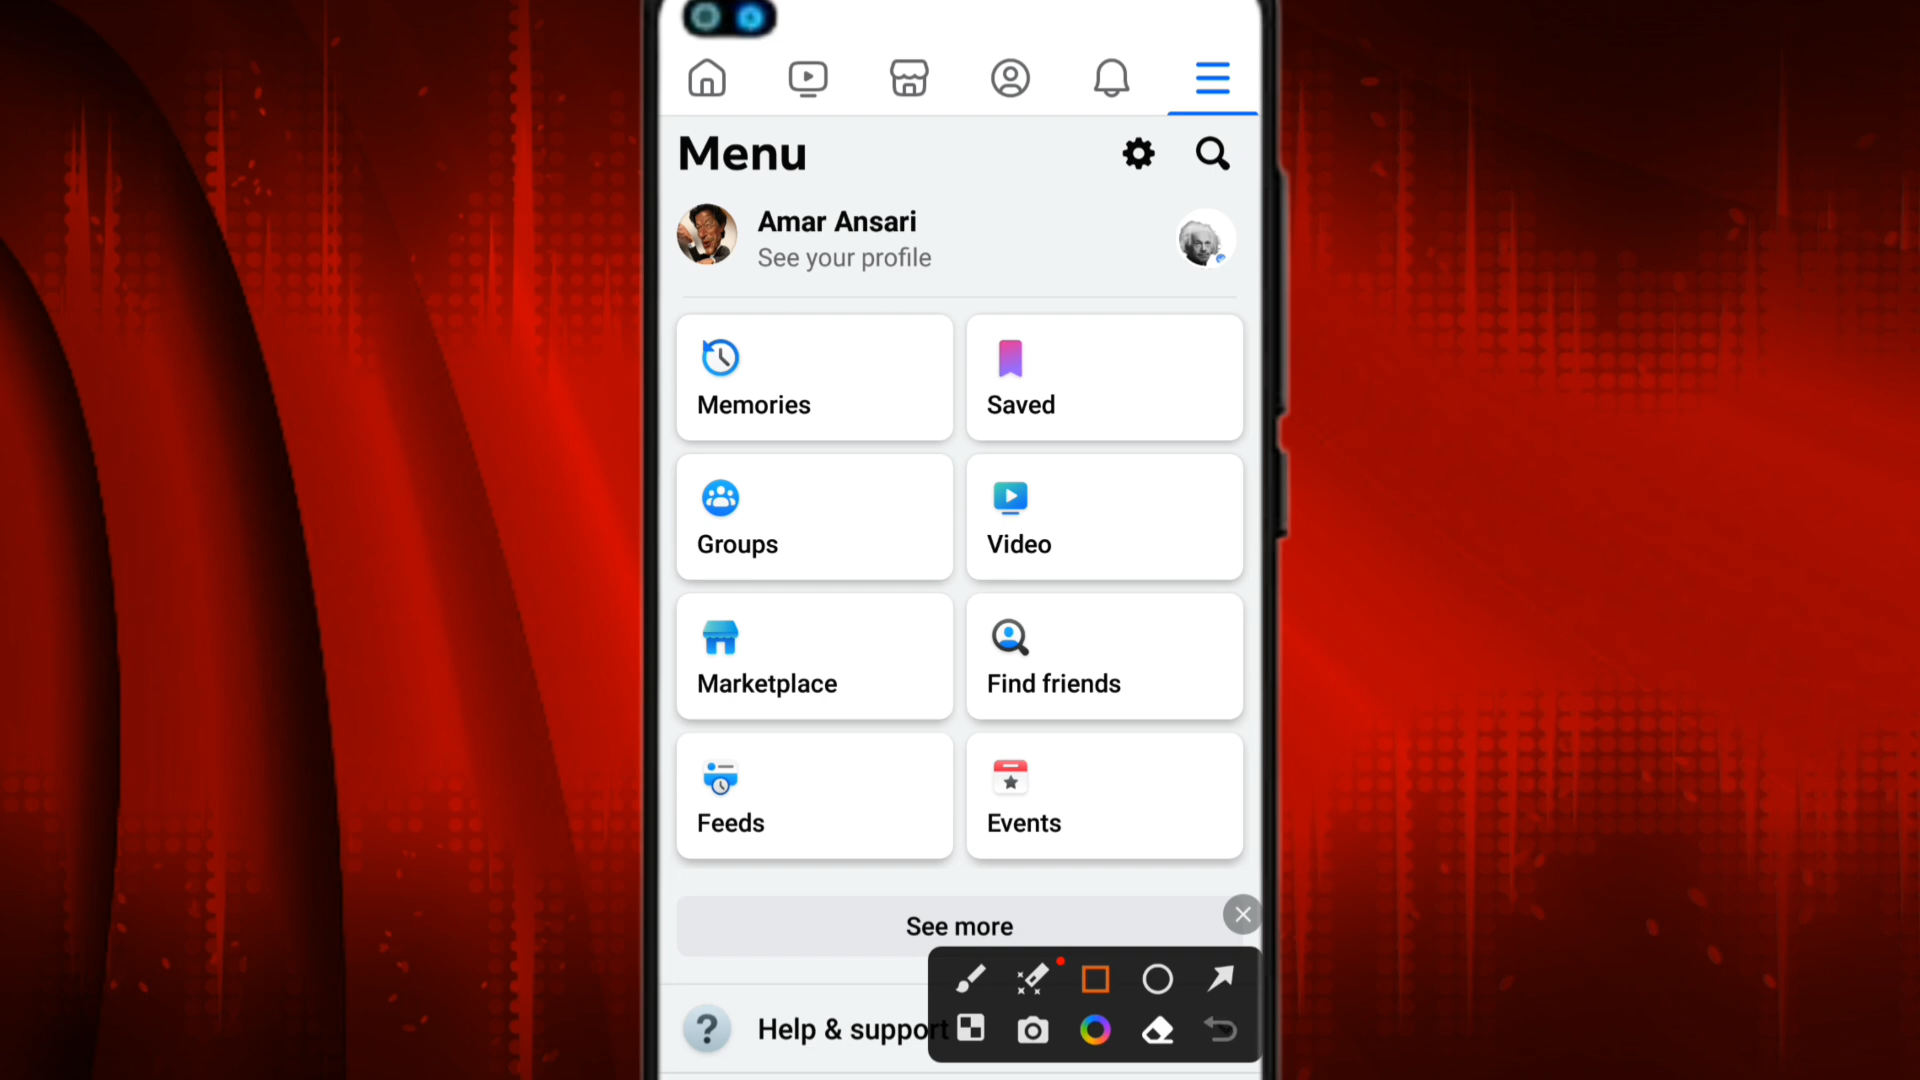 Menu
Amar Ansari
See your profile
Memories
Saved
Groups
Video
Marketplace
Find friends
Feeds
Events
See more
? Help & support